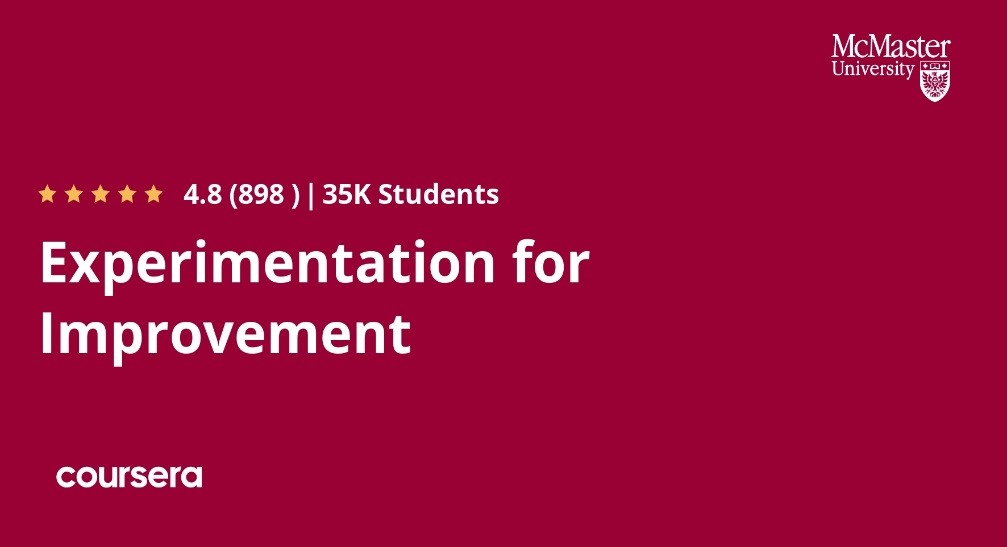 McMaster
University
4.8 (898 ) | 35K Students
Experimentation for
Improvement
coursera